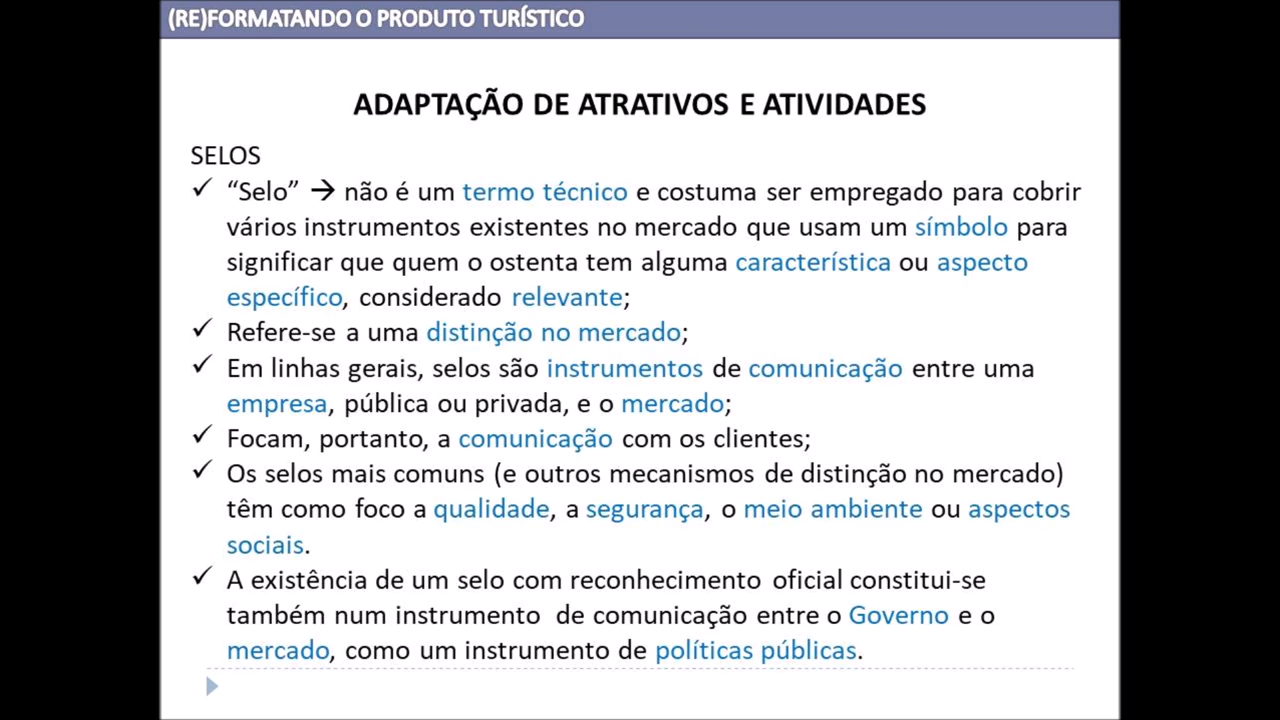 (RE)FORMATANDO O PRODUTO TURÍSTICO
ADAPTAÇÃO DE ATRATIVOS E ATIVIDADES
SELOS
✓ “Selo” → não é um termo técnico e costuma ser empregado para cobrir
vários instrumentos existentes no mercado que usam um símbolo para
significar que quem o ostenta tem alguma característica ou aspecto
específico, considerado relevante;
✓ Refere-se a uma distinção no mercado;
✓ Em linhas gerais, selos são instrumentos de comunicação entre uma
empresa, pública ou privada, e o mercado;
✓ Focam, portanto, a comunicação com os clientes;
✓ Os selos mais comuns (e outros mecanismos de distinção no mercado)
têm como foco a qualidade, a segurança, o meio ambiente ou aspectos
sociais.
✓ A existência de um selo com reconhecimento oficial constitui-se
também num instrumento de comunicação entre o Governo e o
mercado, como um instrumento de políticas públicas.